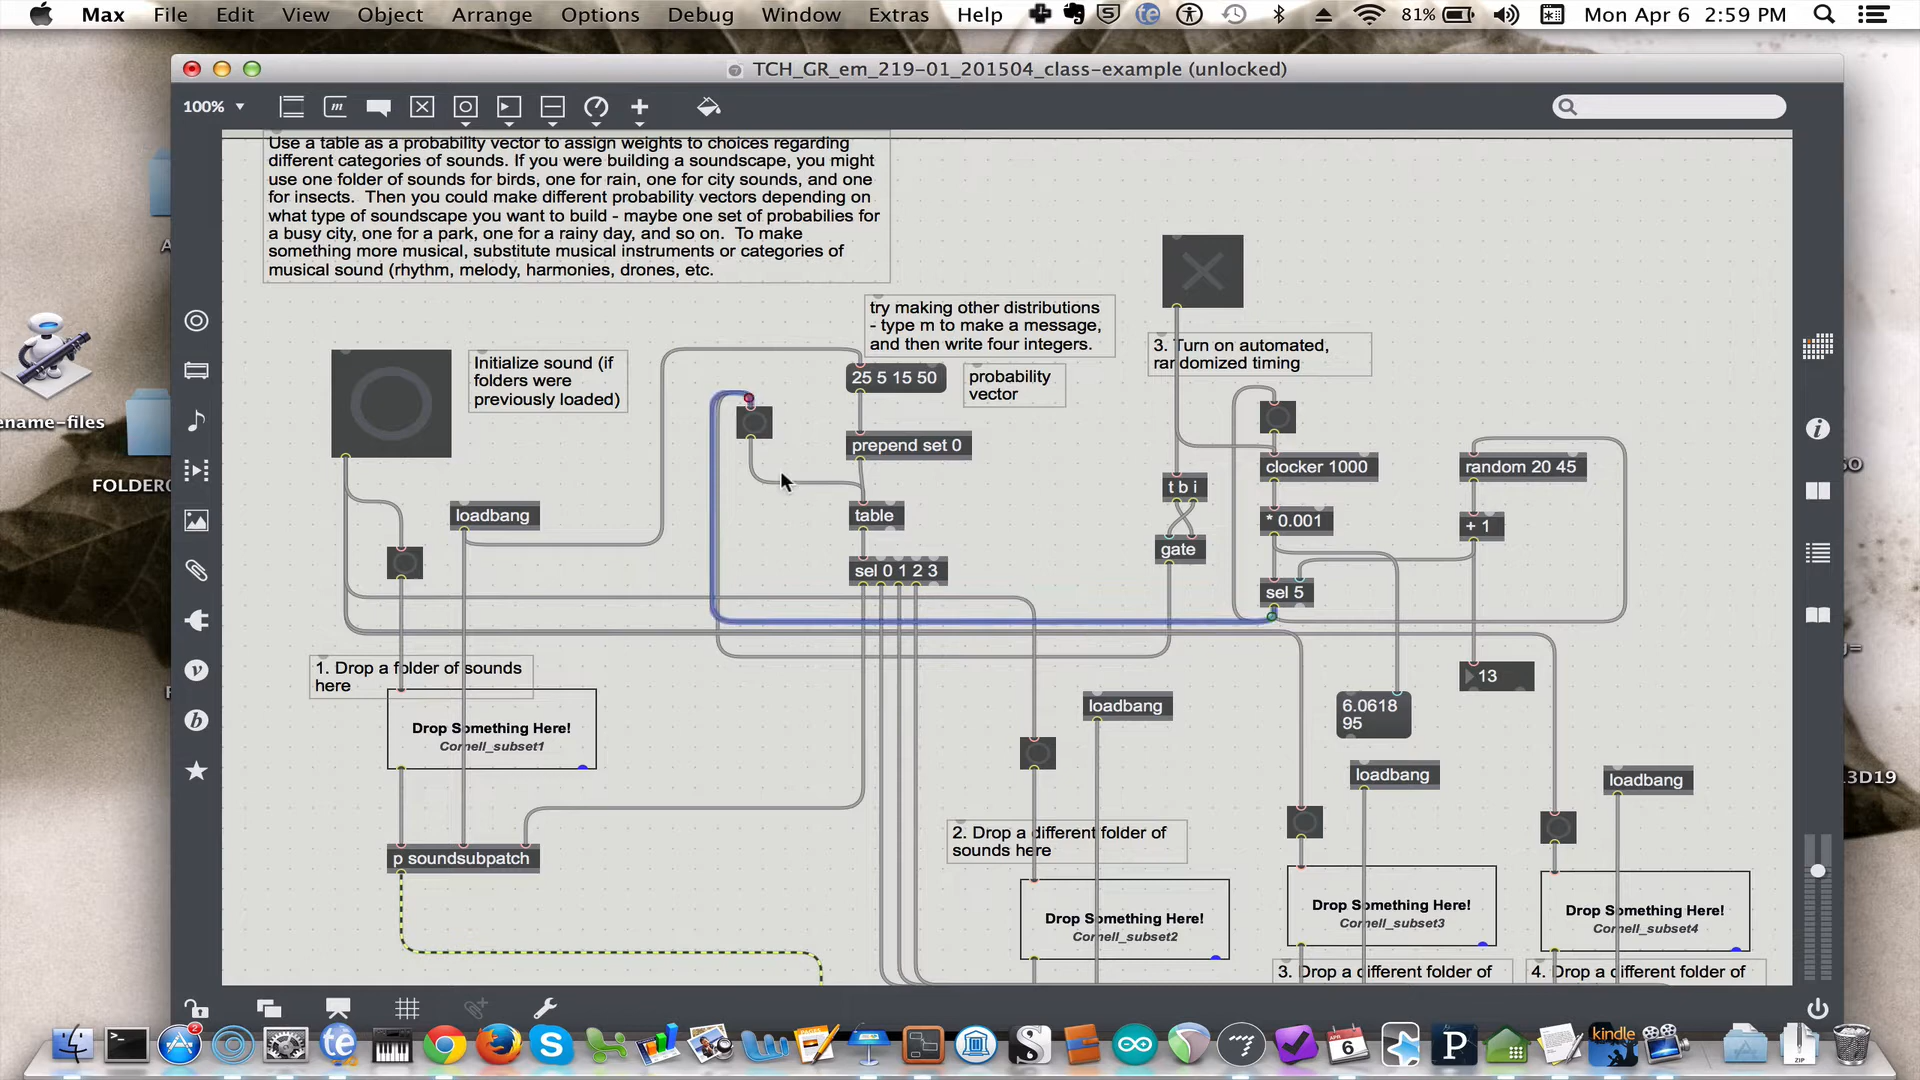 Max File Edit View Object Arrange Options Debug Window Extras Help 81% Mon Apr 6 2:59 PM
TCH_GR_em_219-01_201504_class-example (unlocked)
100%
Use a table as a probability vector to assign weights to choices regarding
different categories of sounds. If you were building a soundscape, you might
use one folder of sounds for birds, one for rain, one for city sounds, and one
for insects. Then you could make different probability vectors depending on
what type of soundscape you want to build - maybe one set of probabilies for
a busy city, one for a park, one for a rainy day, and so on. To make
something more musical, substitute musical instruments or categories of
musical sound (rhythm, melody, harmonies, drones, etc.
try making other distributions
- type m to make a message,
and then write four integers.
Initialize sound (if
folders were
previously loaded)
25 5 15 50
probability
vector
3. Turn on automated,
randomized timing
prepend set 0
clocker 1000
random 20 45
t b i
loadbang
table
* 0.001
+ 1
gate
sel 0 1 2 3
sel 5
1. Drop a folder of sounds
here
13
loadbang
6.0618
95
Drop Something Here!
Cornell_subset1
loadbang
loadbang
2. Drop a different folder of
sounds here
p soundsubpatch
Drop Something Here!
Cornell_subset2
Drop Something Here!
Cornell_subset3
Drop Something Here!
Cornell_subset4
3. Drop a different folder of
4. Drop a different folder of
ename-files
FOLDER
3D19
2
6
kindle
ZIP